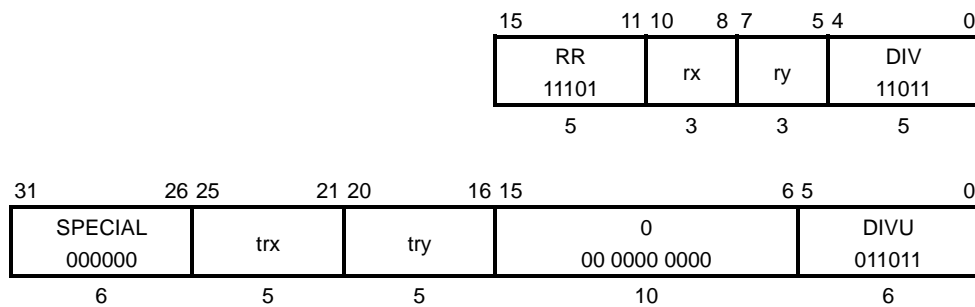 15 11 10 8 7 5 4 0
RR rx ry DIV
11101 11011
5 3 3 5
31 26 25 21 20 16 15 6 5 0
SPECIAL trx try 0 DIVU
000000 00 0000 0000 011011
6 5 5 10 6